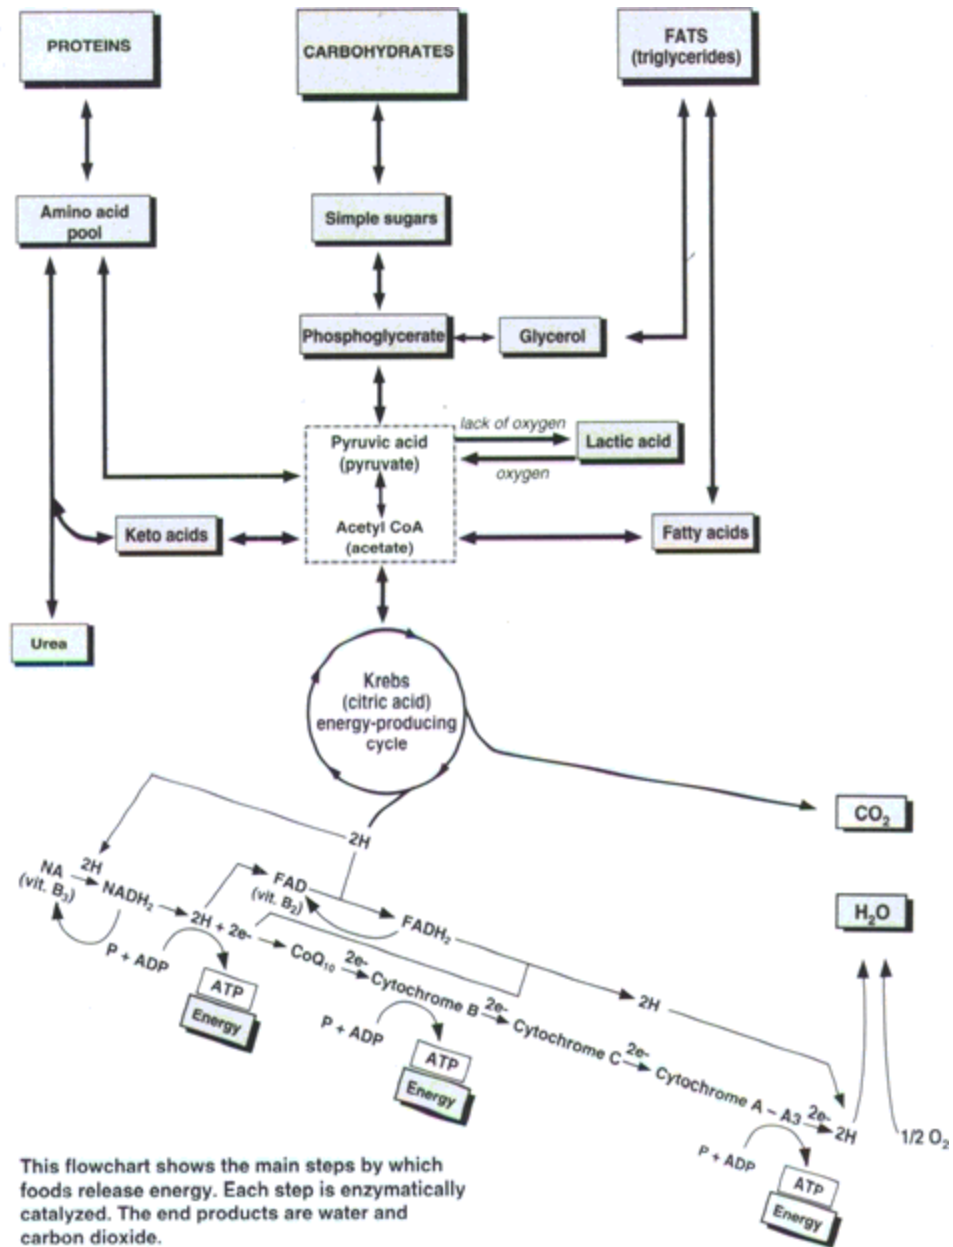 PROTEINS
CARBOHYDRATES
FATS
(triglycerides)
Amino acid
pool
Simple sugars
Phosphoglycerate
Glycerol
Pyruvic acid
(pyruvate)
lack of oxygen
Lactic acid
oxygen
Keto acids
Acetyl CoA
(acetate)
Fatty acids
Urea
Krebs
(citric acid)
energy-producing
cycle
CO₂
2H
2H
NA
(vit. B₃)
NADH₂
FAD
(vit. B₂)
H₂O
2H + 2e-
FADH₂
P + ADP
CoQ₁₀
2e-
ATP
Energy
Cytochrome B
2e-
2H
P + ADP
Cytochrome C
2e-
ATP
Energy
Cytochrome A – A3
2e-
2H
1/2 O₂
P + ADP
ATP
Energy
This flowchart shows the main steps by which
foods release energy. Each step is enzymatically
catalyzed. The end products are water and
carbon dioxide.